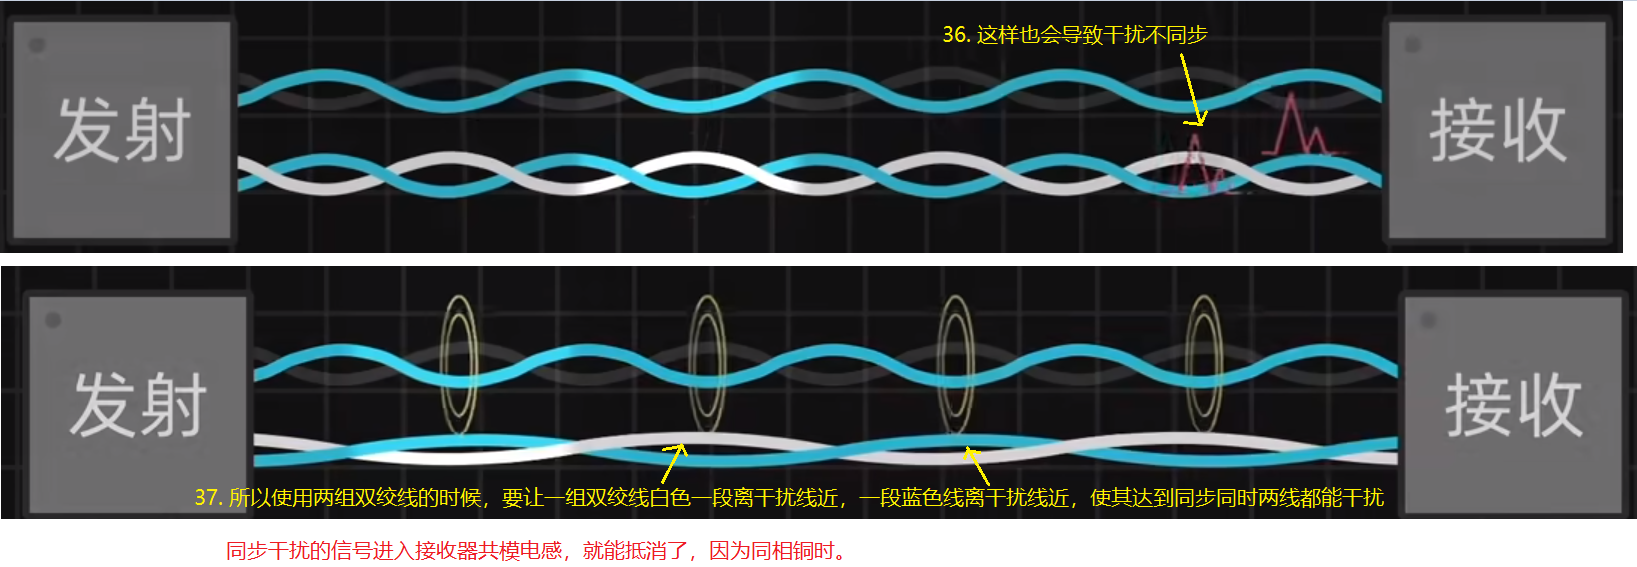 36. 这样也会导致干扰不同步
发射
接收
发射
接收
37. 所以使用两组双绞线的时候，要让一组双绞线白色一段离干扰线近，一段蓝色线离干扰线近，使其达到同步同时两线都能干扰
同步干扰的信号进入接收器共模电感，就能抵消了，因为同相铜时。